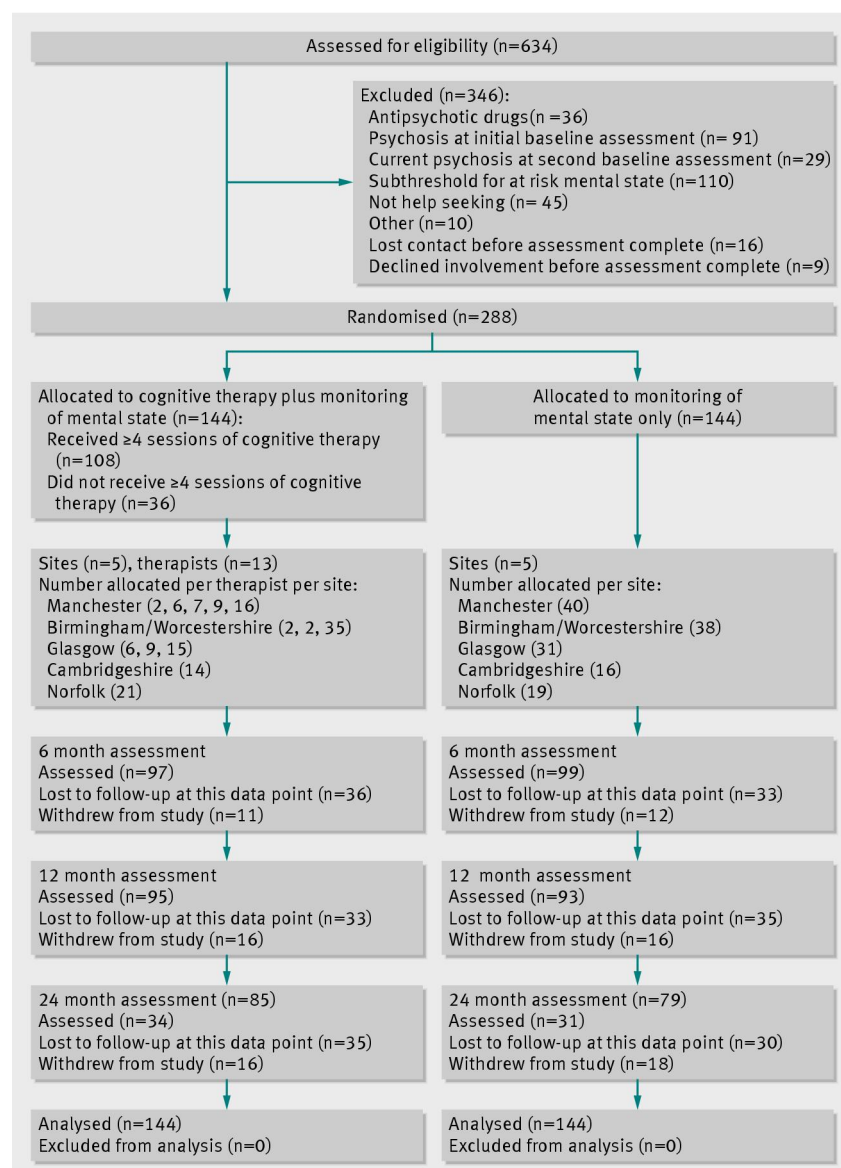 Assessed for eligibility (n=634)
Excluded (n=346):
Antipsychotic drugs(n =36)
Psychosis at initial baseline assessment (n= 91)
Current psychosis at second baseline assessment (n=29)
Subthreshold for at risk mental state (n=110)
Not help seeking (n= 45)
Other (n=10)
Lost contact before assessment complete (n=16)
Declined involvement before assessment complete (n=9)
Randomised (n=288)
Allocated to cognitive therapy plus monitoring
of mental state (n=144):
Received ≥4 sessions of cognitive therapy
(n=108)
Did not receive ≥4 sessions of cognitive
therapy (n=36)
Allocated to monitoring of
mental state only (n=144)
Sites (n=5), therapists (n=13)
Number allocated per therapist per site:
Manchester (2, 6, 7, 9, 16)
Birmingham/Worcestershire (2, 2, 35)
Glasgow (6, 9, 15)
Cambridgeshire (14)
Norfolk (21)
Sites (n=5)
Number allocated per site:
Manchester (40)
Birmingham/Worcestershire (38)
Glasgow (31)
Cambridgeshire (16)
Norfolk (19)
6 month assessment
Assessed (n=97)
Lost to follow-up at this data point (n=36)
Withdrew from study (n=11)
6 month assessment
Assessed (n=99)
Lost to follow-up at this data point (n=33)
Withdrew from study (n=12)
12 month assessment
Assessed (n=95)
Lost to follow-up at this data point (n=33)
Withdrew from study (n=16)
12 month assessment
Assessed (n=93)
Lost to follow-up at this data point (n=35)
Withdrew from study (n=16)
24 month assessment (n=85)
Assessed (n=34)
Lost to follow-up at this data point (n=35)
Withdrew from study (n=16)
24 month assessment (n=79)
Assessed (n=31)
Lost to follow-up at this data point (n=30)
Withdrew from study (n=18)
Analysed (n=144)
Excluded from analysis (n=0)
Analysed (n=144)
Excluded from analysis (n=0)